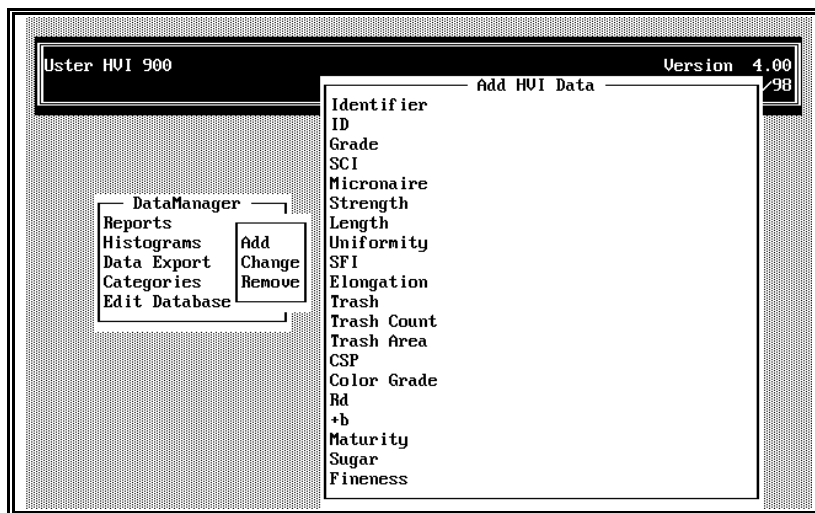 Uster HVI 900
Version 4.00
/98
DataManager
Reports
Histograms
Data Export
Categories
Edit Database
Add
Change
Remove
Add HVI Data
Identifier
ID
Grade
SCI
Micronaire
Strength
Length
Uniformity
SFI
Elongation
Trash
Trash Count
Trash Area
CSP
Color Grade
Rd
+b
Maturity
Sugar
Fineness